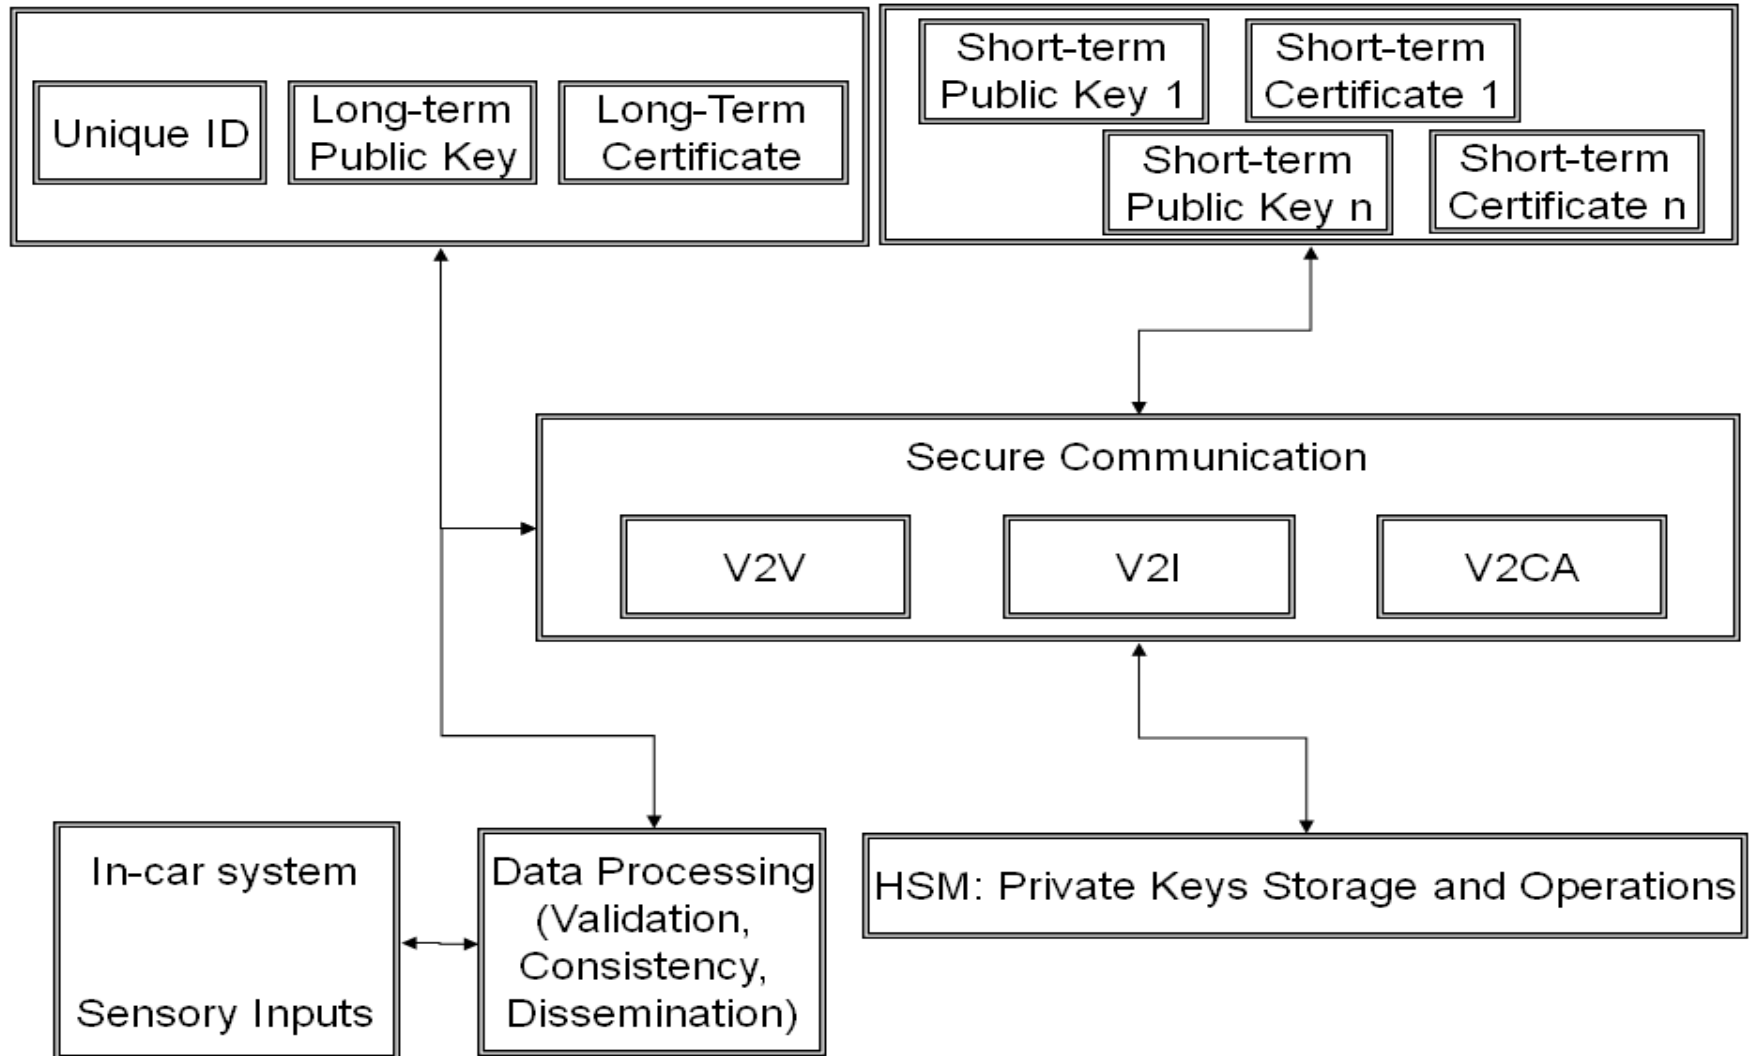 Unique ID
Long-term
Public Key
Long-Term
Certificate
Short-term
Public Key 1
Short-term
Certificate 1
Short-term
Public Key n
Short-term
Certificate n
Secure Communication
V2V
V2I
V2CA
In-car system
Sensory Inputs
Data Processing
(Validation,
Consistency,
Dissemination)
HSM: Private Keys Storage and Operations